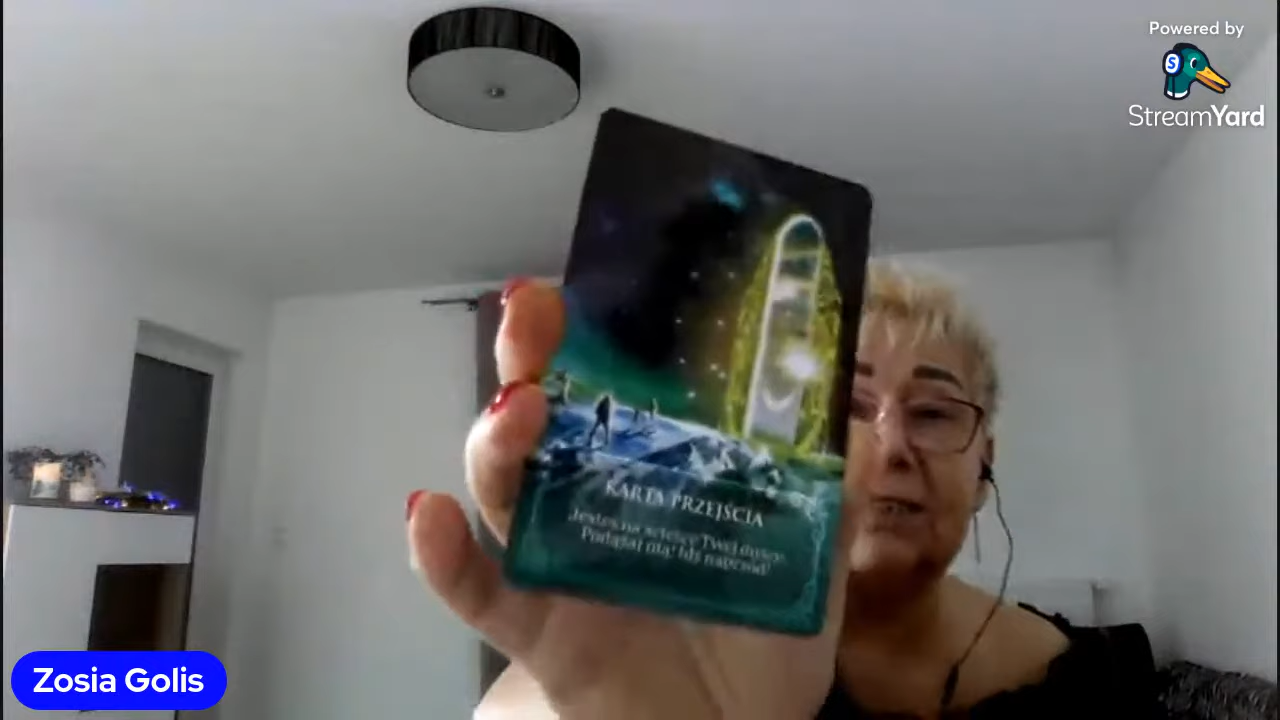 Powered by
StreamYard
KARTA PRZEJŚCIA
Jesteś na ścieżce Twej duszy.
Podążaj nią! Idź naprzód!
Zosia Golis